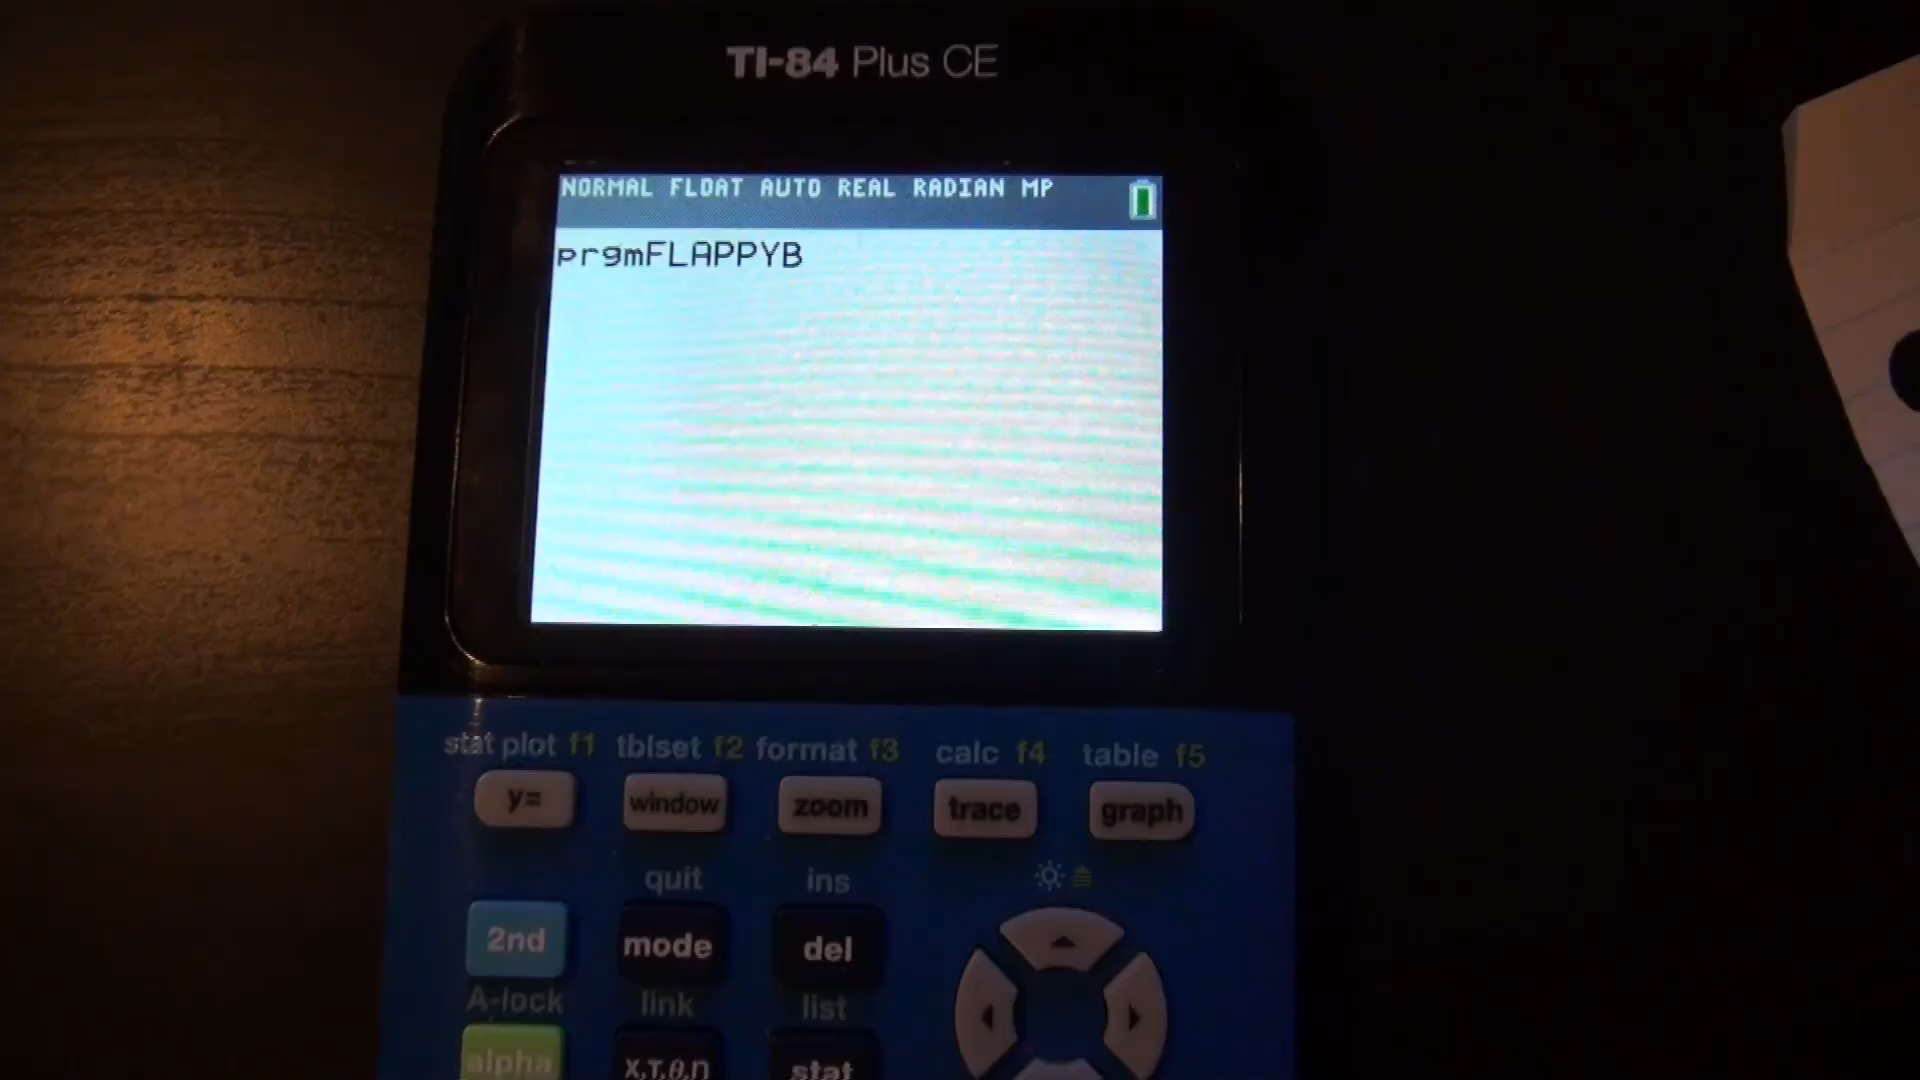 TI-84 Plus CE
NORMAL FLOAT AUTO REAL RADIAN MP
prgmFLAPPYB
stat plot f1 tblset f2 format f3 calc f4 table f5
y= window zoom trace graph
quit ins
2nd mode del
A-lock link list
alpha X,T,θ,n stat